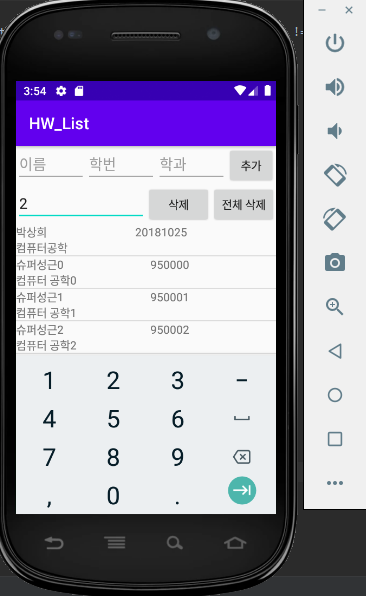 3:54
HW_List
이름 학번 학과 추가
2 삭제 전체 삭제
박상희 20181025
컴퓨터공학
슈퍼성근0 950000
컴퓨터 공학0
슈퍼성근1 950001
컴퓨터 공학1
슈퍼성근2 950002
컴퓨터 공학2
1 2 3 -
4 5 6
7 8 9
, 0 .